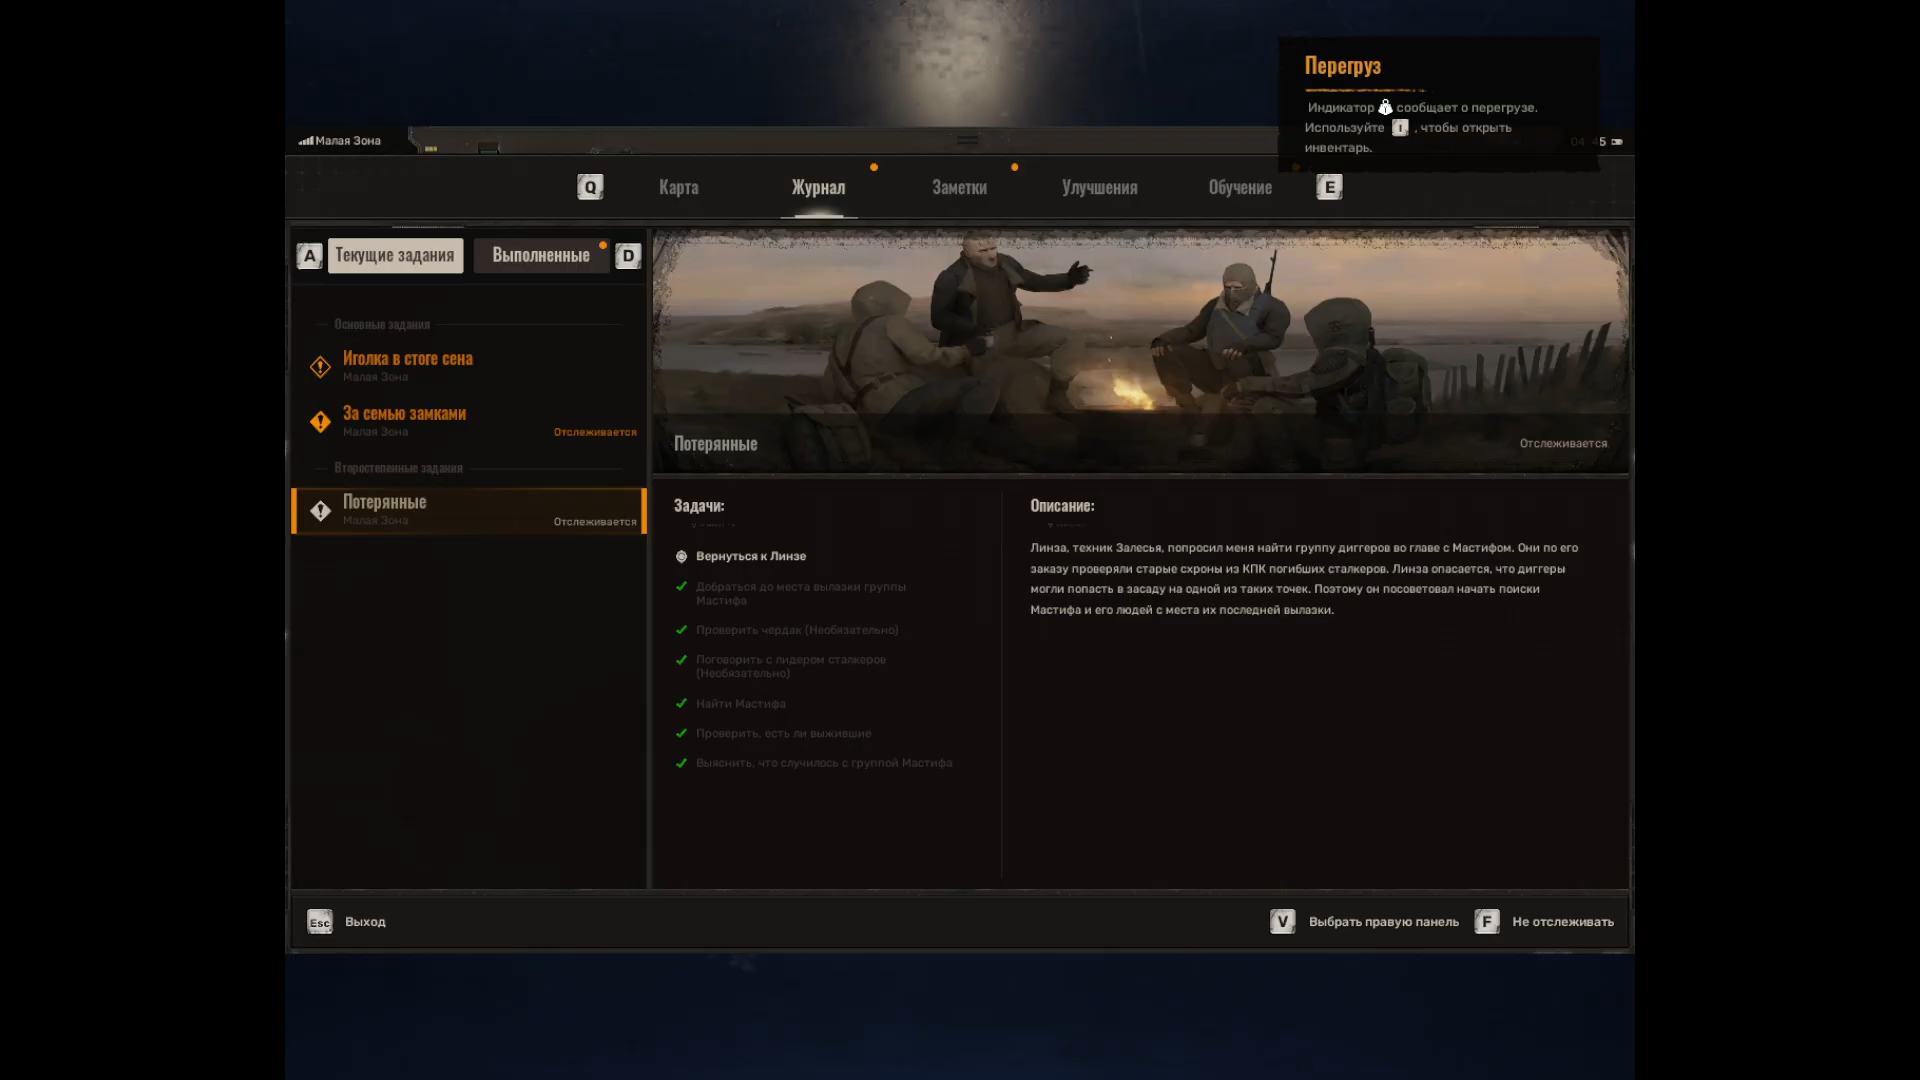 Перегруз
Индикатор сообщает о перегрузе.
Используйте I , чтобы открыть
инвентарь.
Малая Зона
Q Карта Журнал Заметки Улучшения Обучение E
A Текущие задания Выполненные D
Основные задания
Иголка в стоге сена
Малая Зона
За семью замками
Малая Зона Отслеживается
Второстепенные задания
Потерянные
Малая Зона Отслеживается
Потерянные Отслеживается
Задачи:
Вернуться к Линзе
Добраться до места вылазки группы
Мастифа
Проверить чердак (Необязательно)
Поговорить с лидером сталкеров
(Необязательно)
Найти Мастифа
Проверить, есть ли выжившие
Выяснить, что случилось с группой Мастифа
Описание:
Линза, техник Залесья, попросил меня найти группу диггеров во главе с Мастифом. Они по его
заказу проверяли старые схроны из КПК погибших сталкеров. Линза опасается, что диггеры
могли попасть в засаду на одной из таких точек. Поэтому он посоветовал начать поиски
Мастифа и его людей с места их последней вылазки.
Esc Выход
V Выбрать правую панель F Не отслеживать